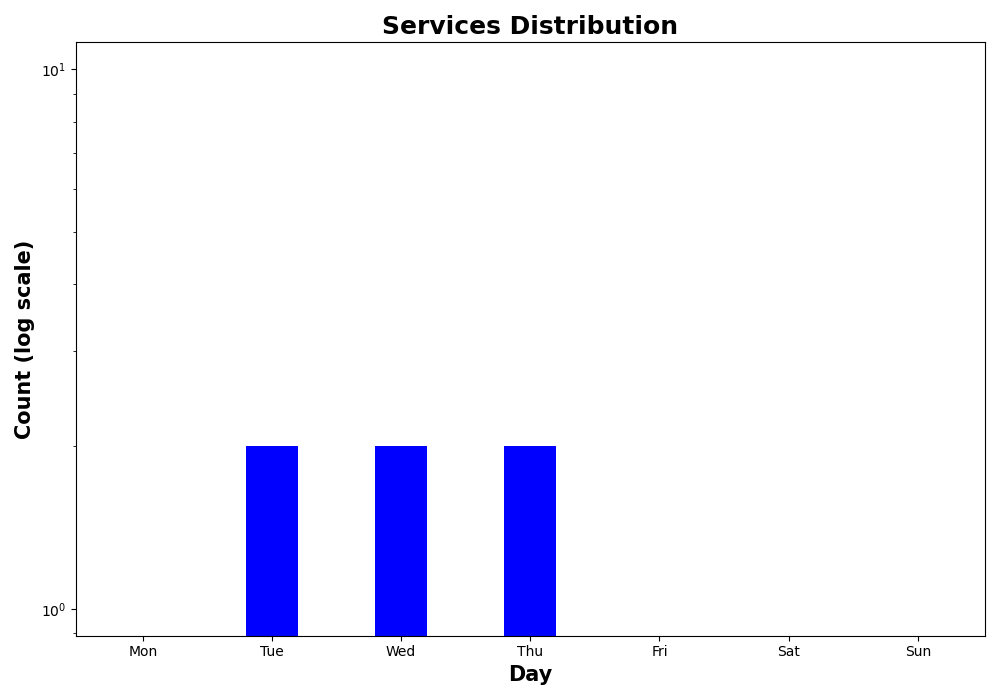 Services Distribution
Count (log scale)
10¹
10⁰
Mon Tue Wed Thu Fri Sat Sun
Day